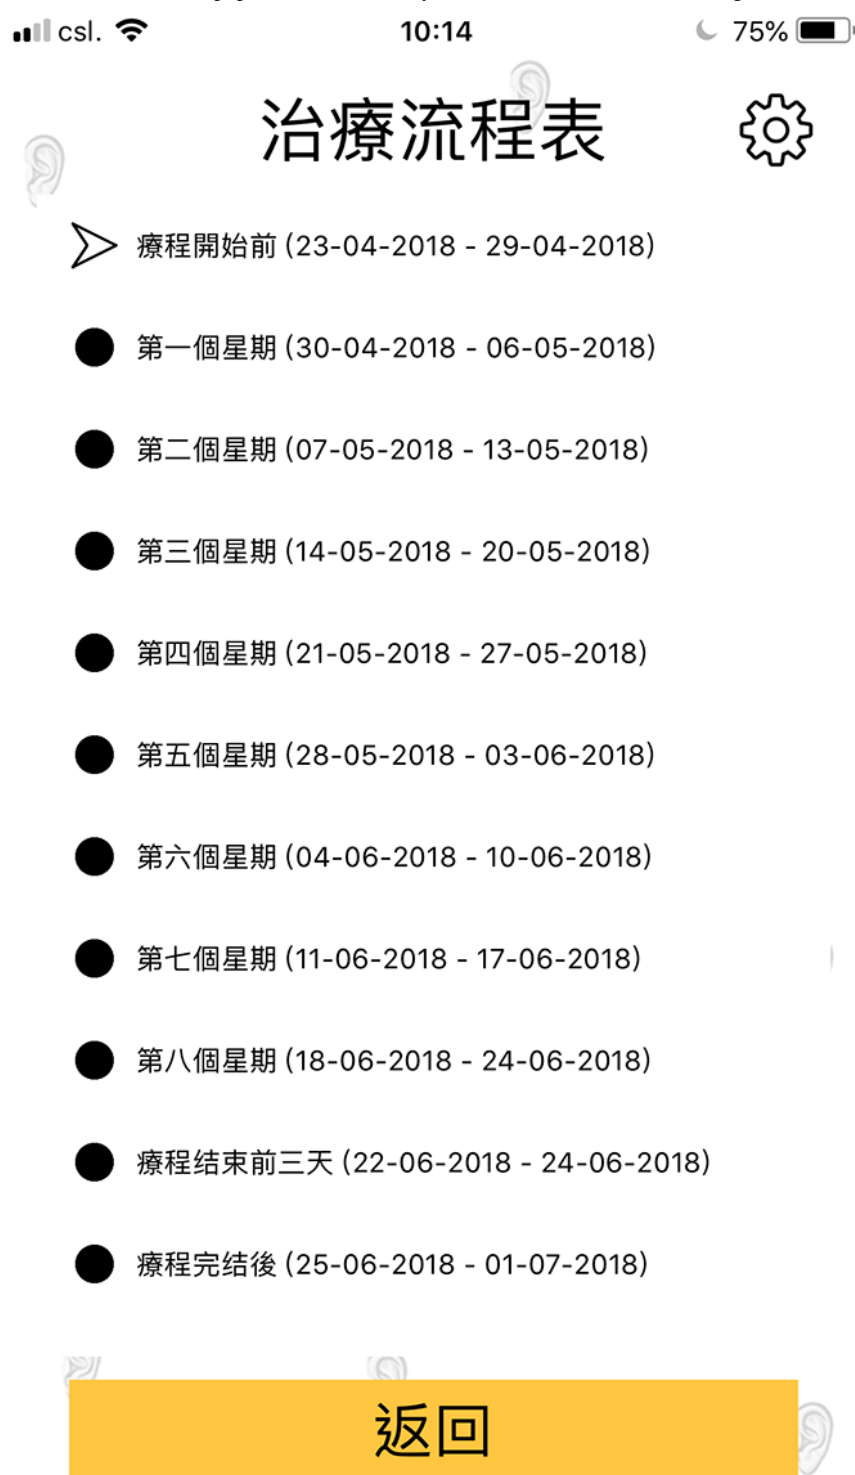 csl. 10:14 75%
治療流程表
療程開始前 (23-04-2018 - 29-04-2018)
第一個星期 (30-04-2018 - 06-05-2018)
第二個星期 (07-05-2018 - 13-05-2018)
第三個星期 (14-05-2018 - 20-05-2018)
第四個星期 (21-05-2018 - 27-05-2018)
第五個星期 (28-05-2018 - 03-06-2018)
第六個星期 (04-06-2018 - 10-06-2018)
第七個星期 (11-06-2018 - 17-06-2018)
第八個星期 (18-06-2018 - 24-06-2018)
療程结束前三天 (22-06-2018 - 24-06-2018)
療程完结後 (25-06-2018 - 01-07-2018)
返回